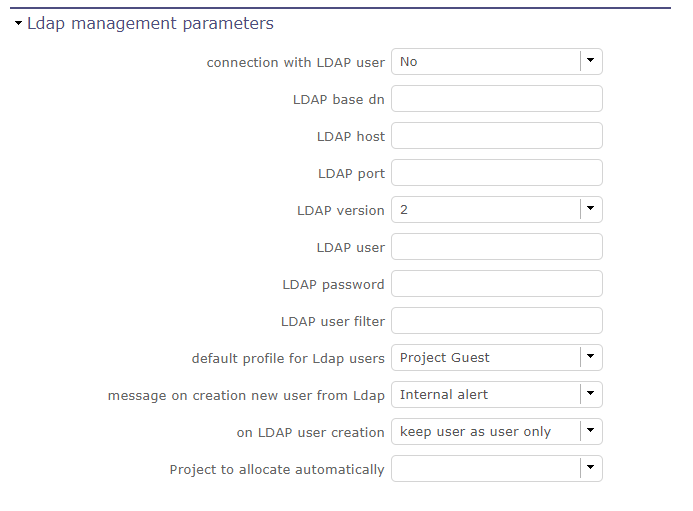 Ldap management parameters
connection with LDAP user No
LDAP base dn
LDAP host
LDAP port
LDAP version 2
LDAP user
LDAP password
LDAP user filter
default profile for Ldap users Project Guest
message on creation new user from Ldap Internal alert
on LDAP user creation keep user as user only
Project to allocate automatically